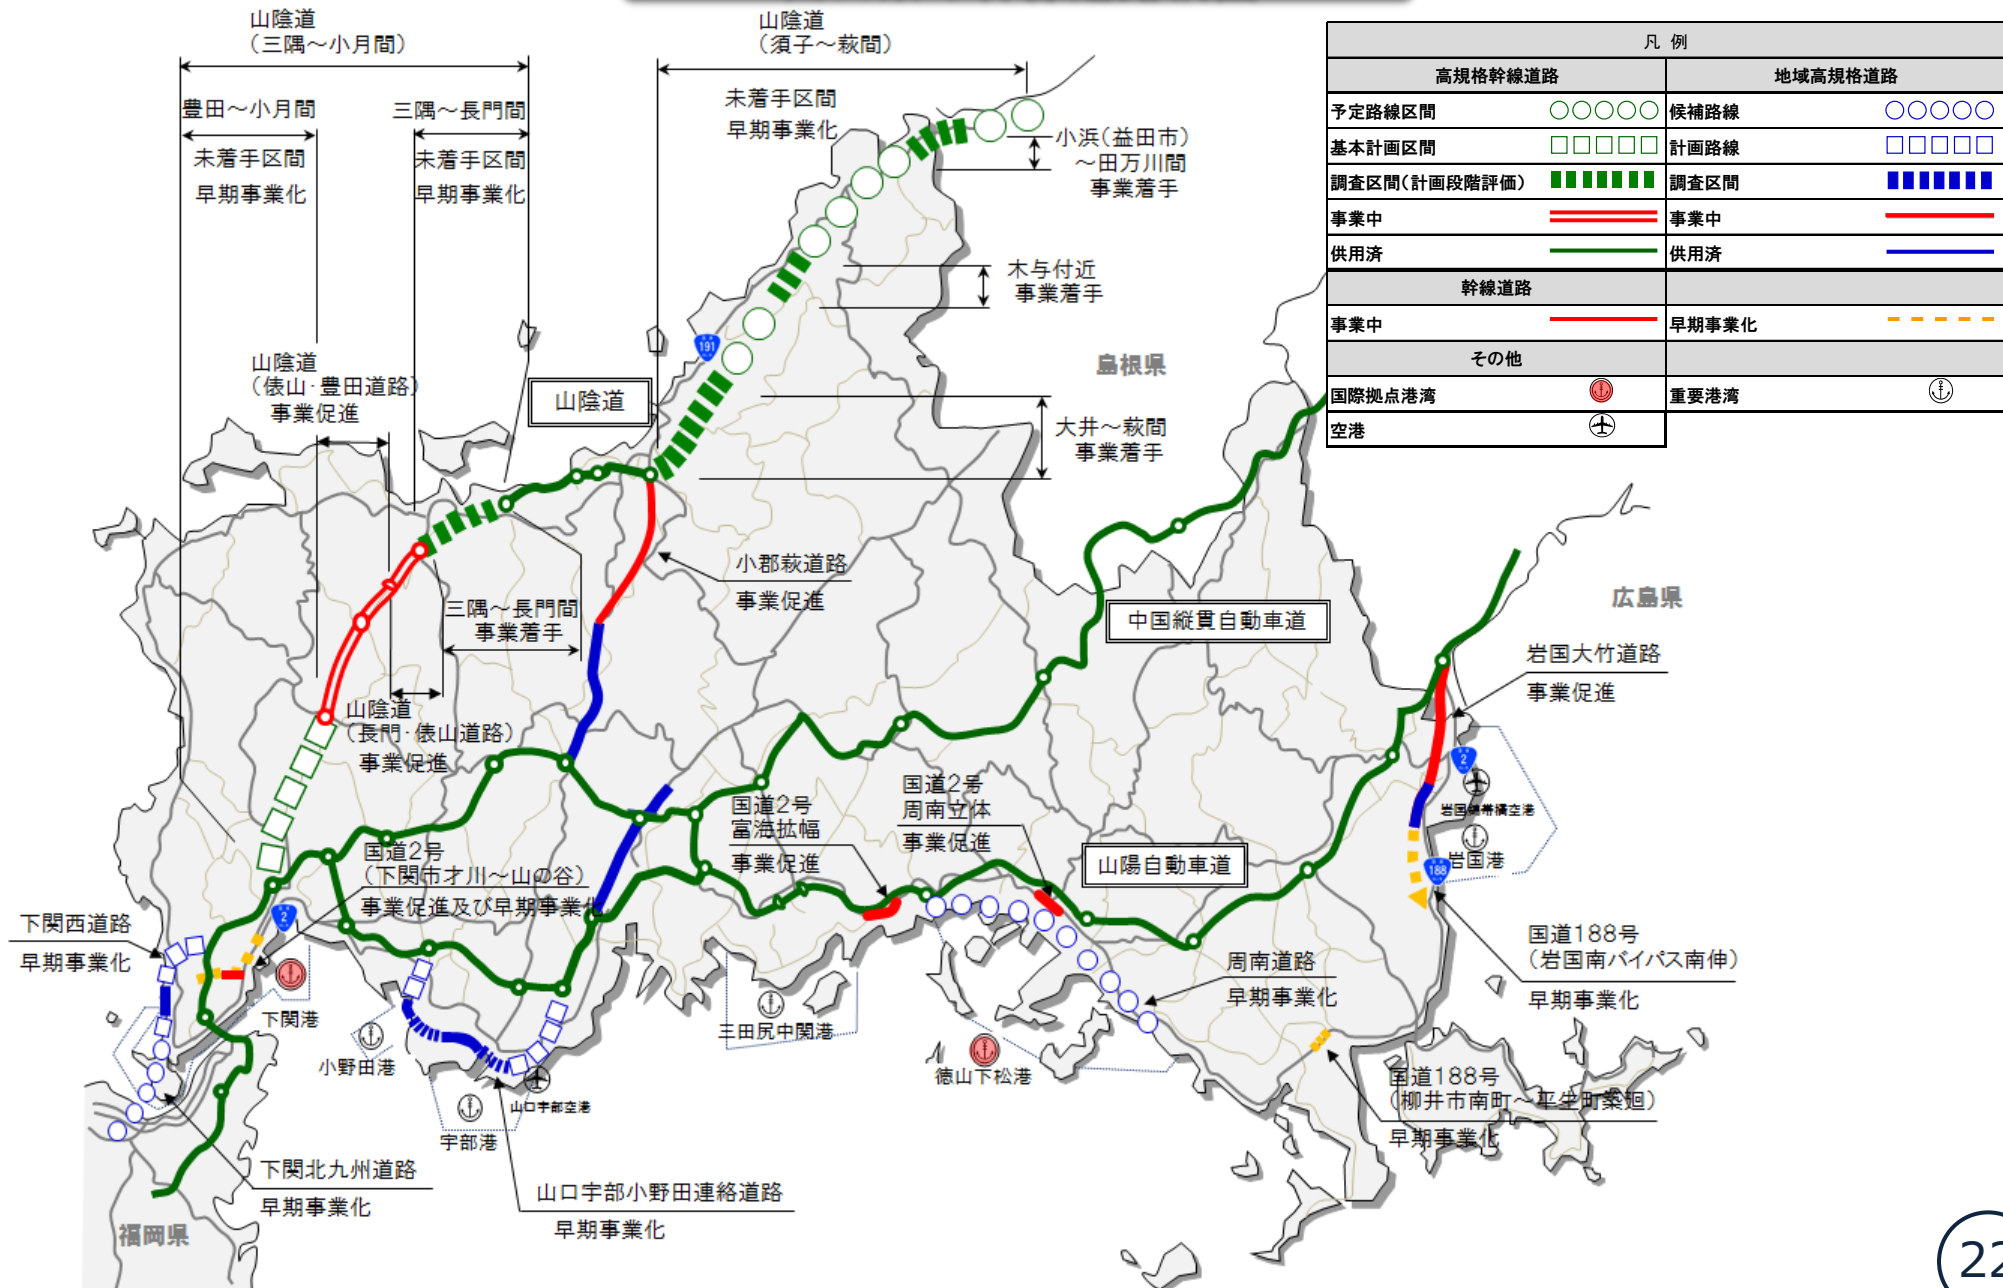 山陰道
（三隅～小月間）
山陰道
（須子～萩間）
豊田～小月間
未着手区間
早期事業化
三隅～長門間
未着手区間
早期事業化
未着手区間
早期事業化
小浜（益田市）
～田万川間
事業着手
木与付近
事業着手
大井～萩間
事業着手
凡 例
高規格幹線道路
地域高規格道路
予定路線区間
候補路線
基本計画区間
計画路線
調査区間（計画段階評価）
調査区間
事業中
事業中
供用済
供用済
幹線道路
事業中
早期事業化
その他
国際拠点港湾
重要港湾
空港
191
島根県
山陰道
（俵山・豊田道路）
事業促進
山陰道
小郡萩道路
事業促進
三隅～長門間
事業着手
山陰道
（長門・俵山道路）
事業促進
中国縦貫自動車道
広島県
岩国大竹道路
事業促進
2
岩国錦帯橋空港
岩国港
188
国道2号
富海拡幅
事業促進
国道2号
周南立体
事業促進
山陽自動車道
国道2号
（下関市才川～山の谷）
事業促進及び早期事業化
2
下関西道路
早期事業化
下関港
小野田港
宇部港
山口宇部空港
三田尻中関港
徳山下松港
周南道路
早期事業化
国道188号
（岩国南バイパス南伸）
早期事業化
国道188号
（柳井市南町～平生町築廻）
早期事業化
下関北九州道路
早期事業化
山口宇部小野田連絡道路
早期事業化
福岡県
22